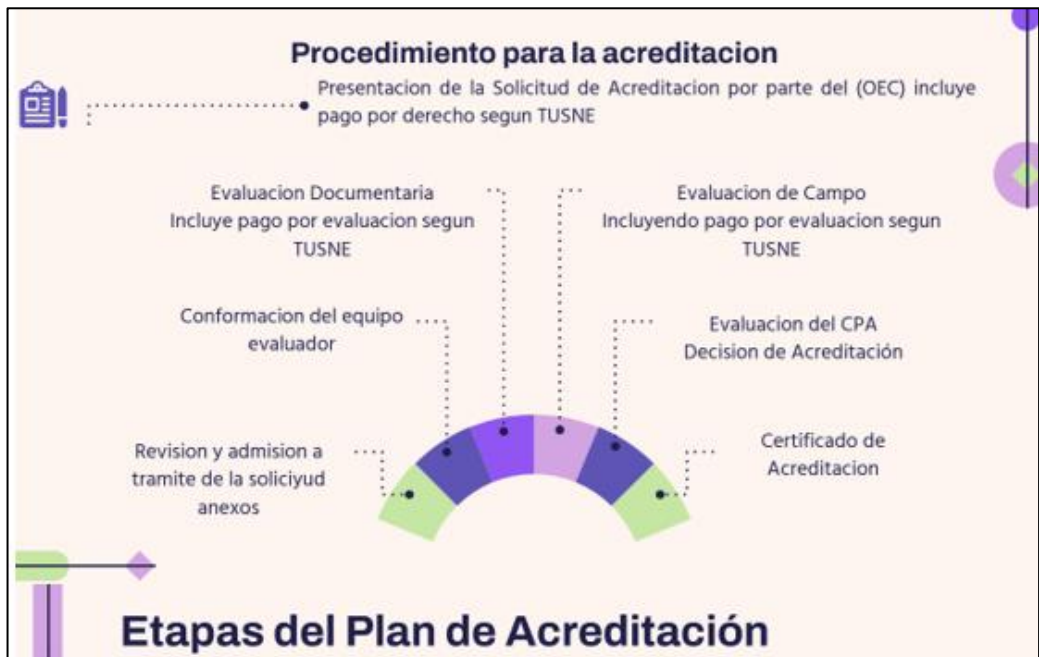 Procedimiento para la acreditacion
Presentacion de la Solicitud de Acreditacion por parte del (OEC) incluye
pago por derecho segun TUSNE
Evaluacion Documentaria
Incluye pago por evaluacion segun
TUSNE
Evaluacion de Campo
Incluyendo pago por evaluacion segun
TUSNE
Conformacion del equipo
evaluador
Evaluacion del CPA
Decision de Acreditación
Revision y admision a
tramite de la soliciyud
anexos
Certificado de
Acreditacion
Etapas del Plan de Acreditación